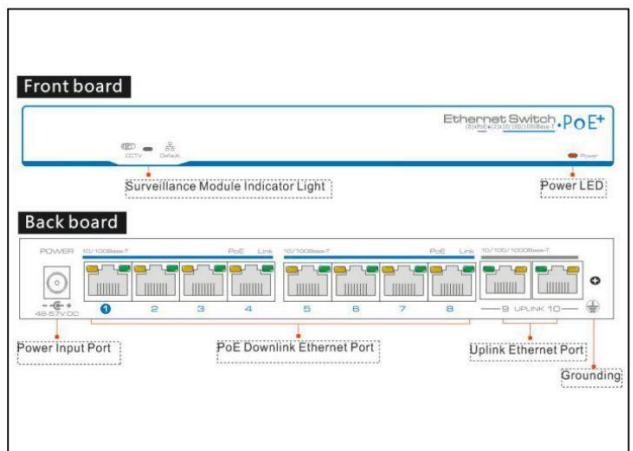 Front board
Ethernet Switch
PoE+
CCTV Default
Power
Surveillance Module Indicator Light
Power LED
Back board
POWER 10/100Base-T PoE Link 10/100Base-T PoE Link 10/100/1000Base-T
1 2 3 4 5 6 7 8 9 UPLINK 10
48-57V DC
Power Input Port
PoE Downlink Ethernet Port
Uplink Ethernet Port
Grounding